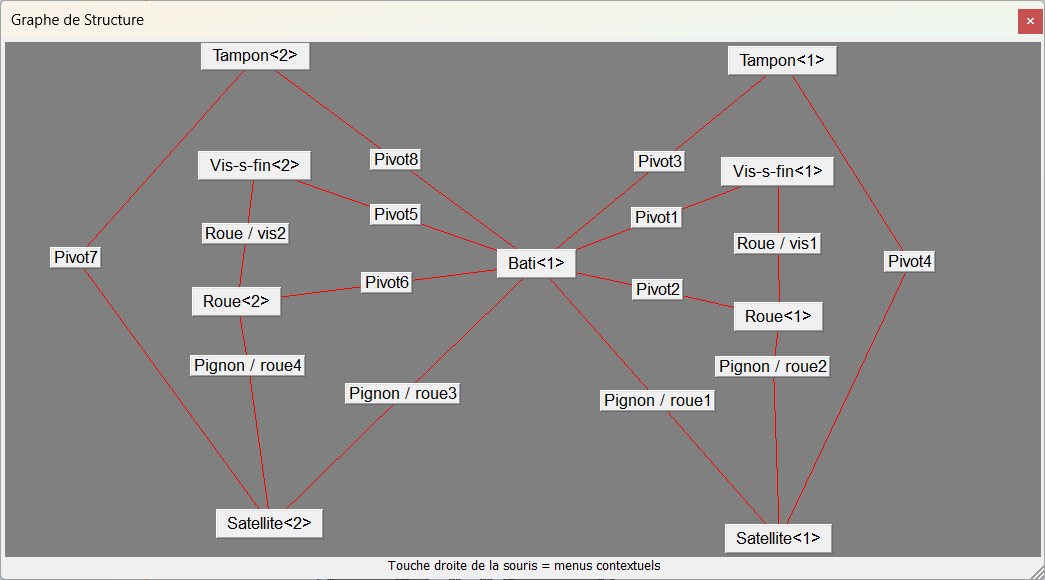 Graphe de Structure
Tampon<2>
Tampon<1>
Pivot8
Pivot3
Vis-s-fin<2>
Vis-s-fin<1>
Pivot5
Pivot1
Roue / vis2
Roue / vis1
Pivot7
Bati<1>
Pivot4
Pivot6
Pivot2
Roue<2>
Roue<1>
Pignon / roue4
Pignon / roue2
Pignon / roue3
Pignon / roue1
Satellite<2>
Satellite<1>
Touche droite de la souris = menus contextuels